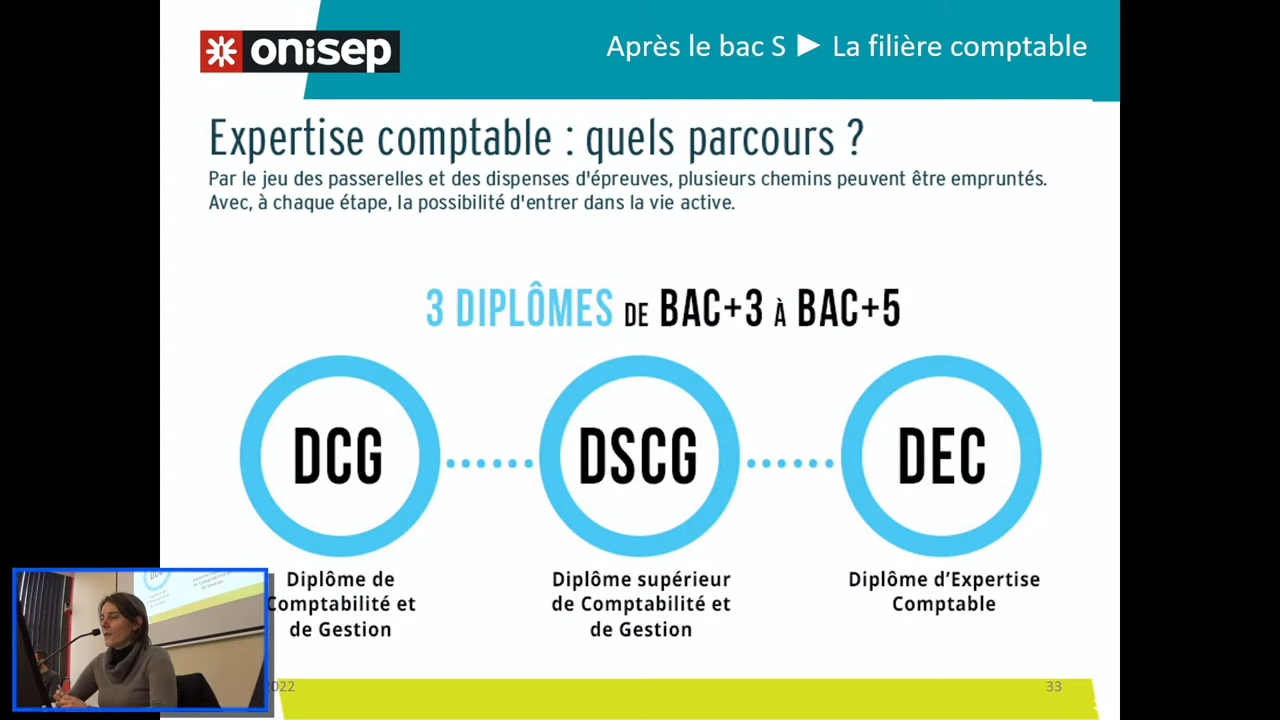 onisep
Après le bac S ► La filière comptable
Expertise comptable : quels parcours ?
Par le jeu des passerelles et des dispenses d'épreuves, plusieurs chemins peuvent être empruntés.
Avec, à chaque étape, la possibilité d'entrer dans la vie active.
3 DIPLÔMES DE BAC+3 À BAC+5
DCG
DSCG
DEC
Diplôme de
Comptabilité et
de Gestion
Diplôme supérieur
de Comptabilité et
de Gestion
Diplôme d'Expertise
Comptable
2022
33